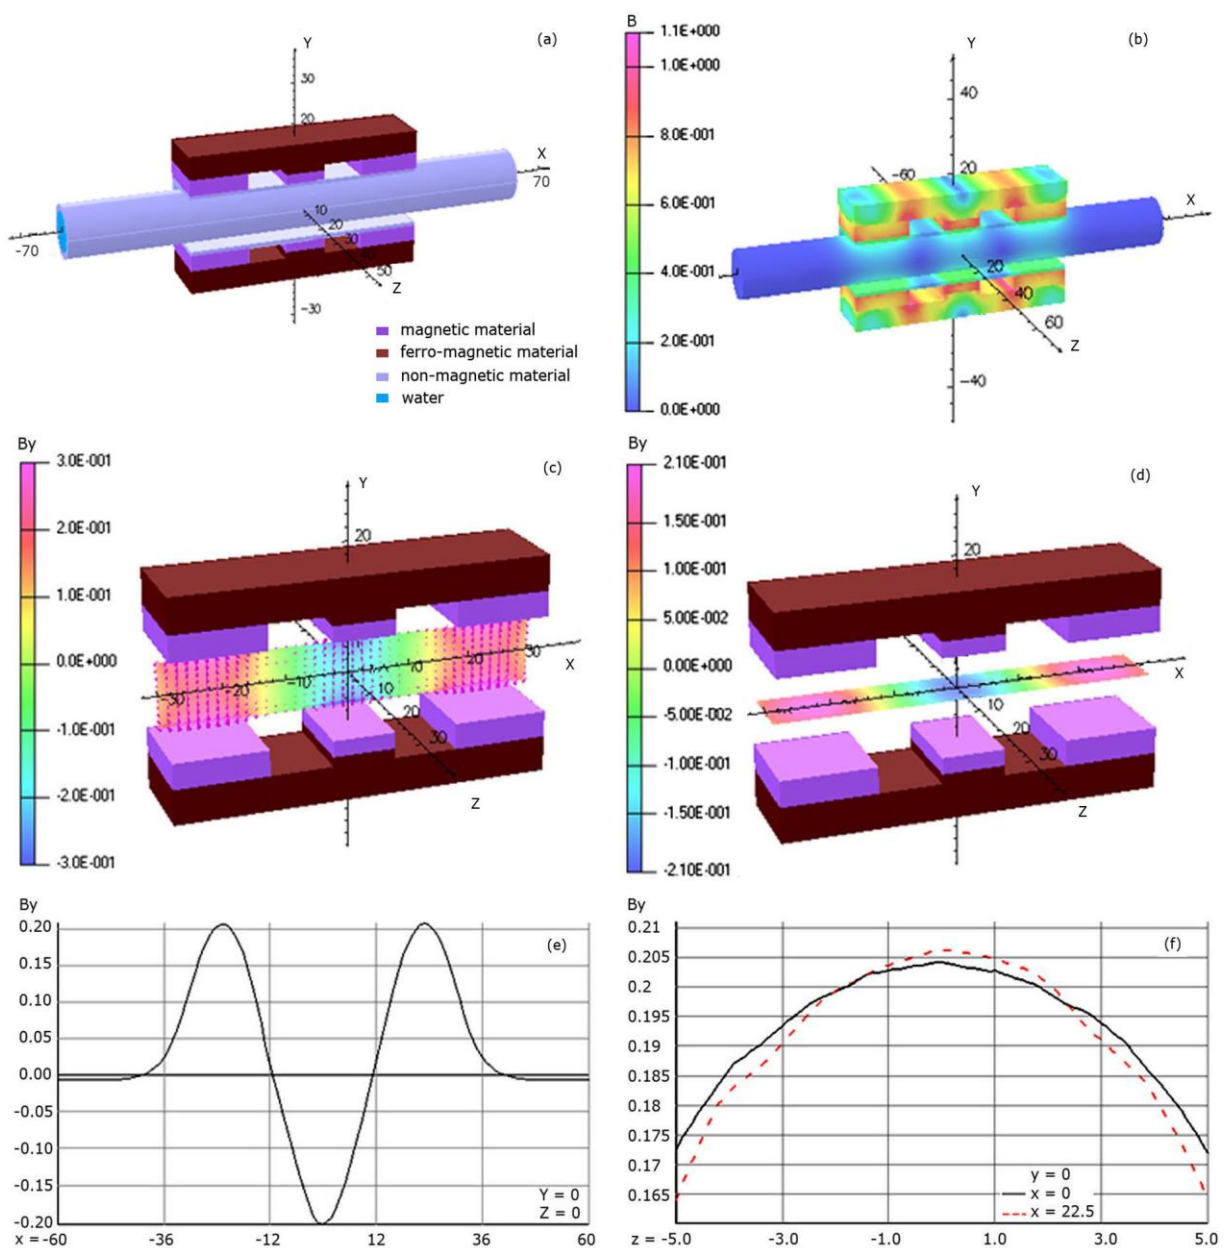 (a)
Y
30
20
X
70
10
20
30
40
50
-70
Z
-30
magnetic material
ferro-magnetic material
non-magnetic material
water
B
(b)
1.1E+000
1.0E+000
8.0E-001
6.0E-001
4.0E-001
2.0E-001
0.0E+000
Y
40
20
-60
X
20
40
60
Z
-40
By
(c)
3.0E-001
2.0E-001
1.0E-001
0.0E+000
-1.0E-001
-2.0E-001
-3.0E-001
Y
20
30
X
20
-10
-20
-30
10
20
30
Z
By
(d)
2.10E-001
1.50E-001
1.00E-001
5.00E-002
0.00E+000
-5.00E-002
-1.00E-001
-1.50E-001
-2.10E-001
Y
20
X
10
20
30
Z
By
(e)
0.20
0.15
0.10
0.05
0.00
-0.05
-0.10
-0.15
-0.20
Y = 0
Z = 0
x = -60 -36 -12 12 36 60
By
(f)
0.21
0.205
0.2
0.195
0.19
0.185
0.18
0.175
0.17
0.165
y = 0
x = 0
x = 22.5
z = -5.0 -3.0 -1.0 1.0 3.0 5.0